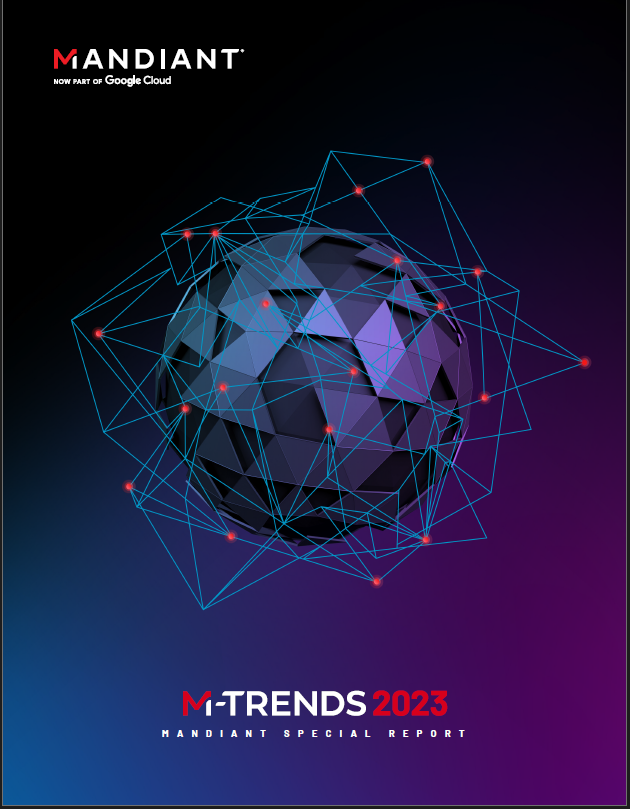 MANDIANT
NOW PART OF Google Cloud
M-TRENDS 2023
MANDIANT SPECIAL REPORT